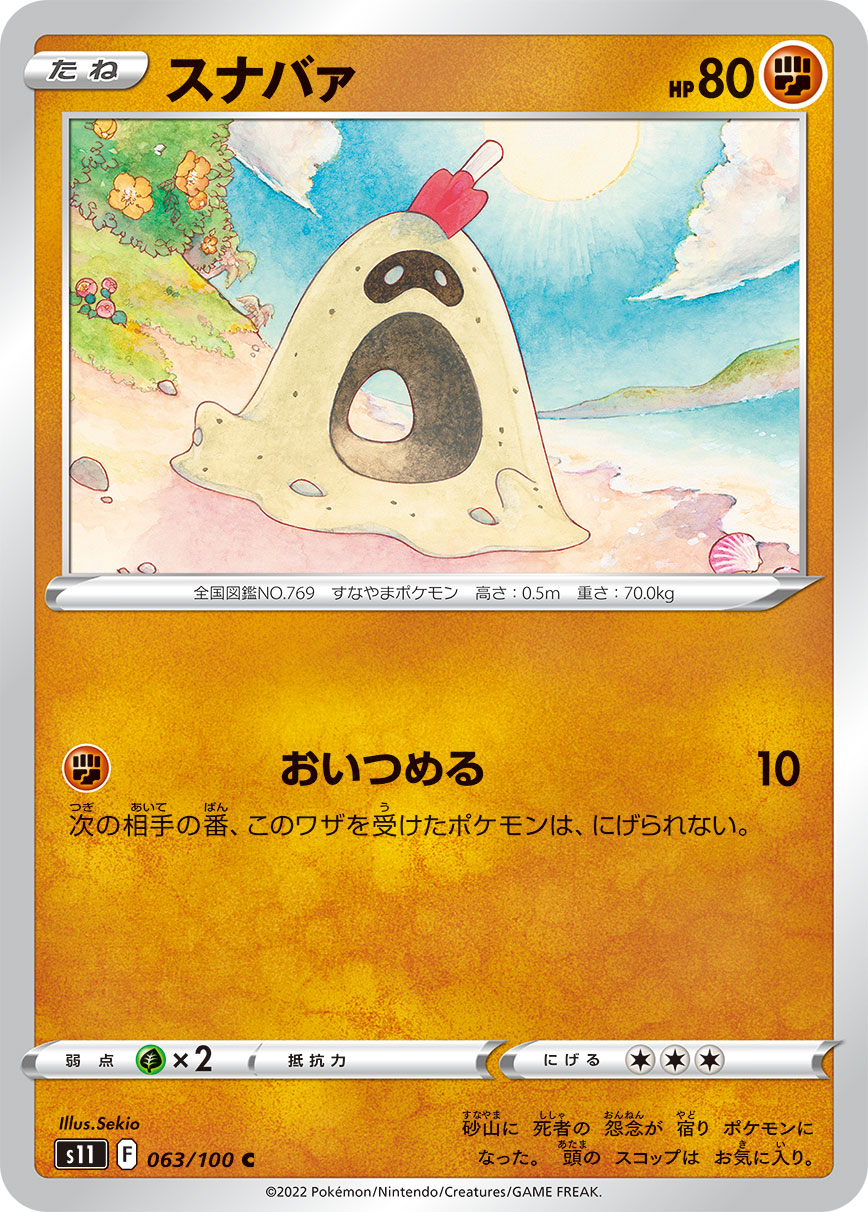 たね スナバァ HP80
全国図鑑NO.769 すなやまポケモン 高さ：0.5m 重さ：70.0kg
おいつめる 10
次の相手の番、このワザを受けたポケモンは、にげられない。
弱点 ×2 抵抗力 にげる
Illus.Sekio
砂山に 死者の 怨念が 宿り ポケモンに
なった。 頭の スコップは お気に入り。
s11 F 063/100 C
©2022 Pokémon/Nintendo/Creatures/GAME FREAK.